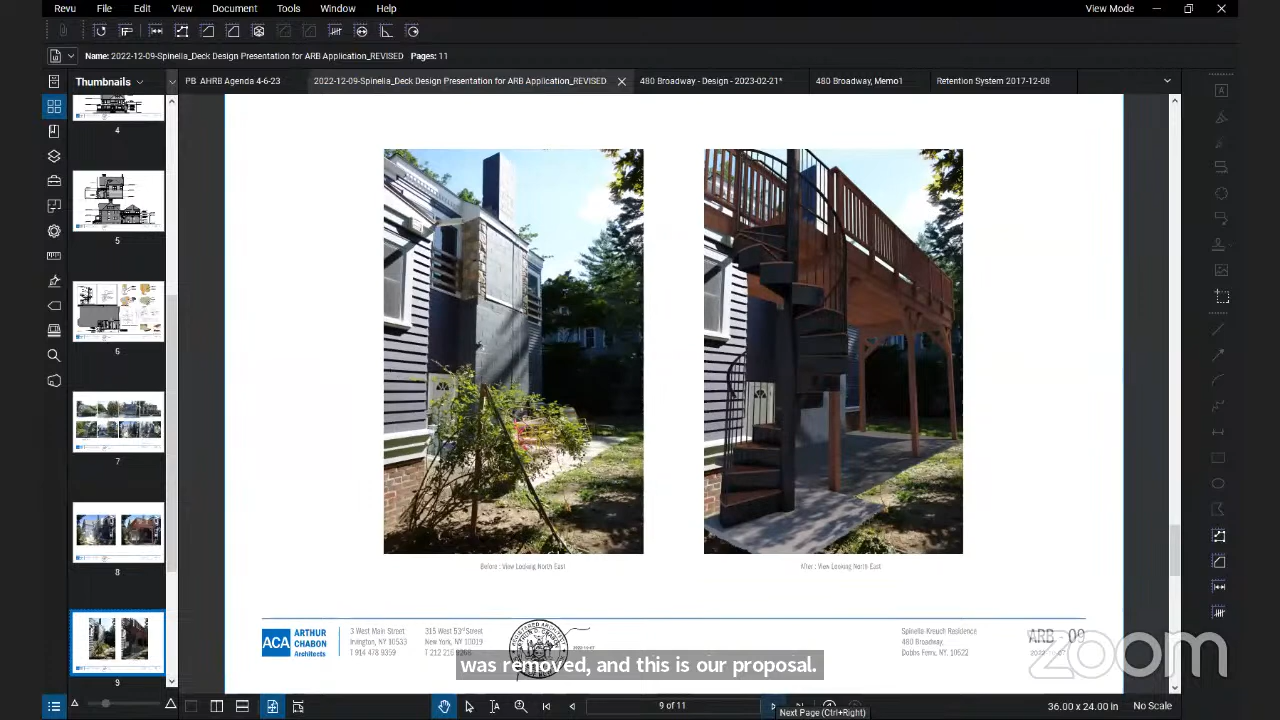 Revu File Edit View Document Tools Window Help View Mode
Name: 2022-12-09-Spinella_Deck Design Presentation for ARB Application_REVISED Pages: 11
Thumbnails PB AHRB Agenda 4-6-23 2022-12-09-Spinella_Deck Design Presentation for ARB Application_REVISED 480 Broadway - Design - 2023-02-21* 480 Broadway, Memo1 Retention System 2017-12-08
4
5
6
7
8
9
Before : View Looking North East
After : View Looking North East
ACA ARTHUR CHABON Architects
3 West Main Street
Irvington, NY 10533
T 914 478 9359
315 West 53rd Street
New York, NY 10019
T 212
Spinella-Kreuch Residence
480 Broadway,
Dobbs Ferry, NY, 10522
ARB 09
zoom
was removed, and this is our proposal.
9 of 11
36.00 x 24.00 in No Scale
Next Page (Ctrl+Right)